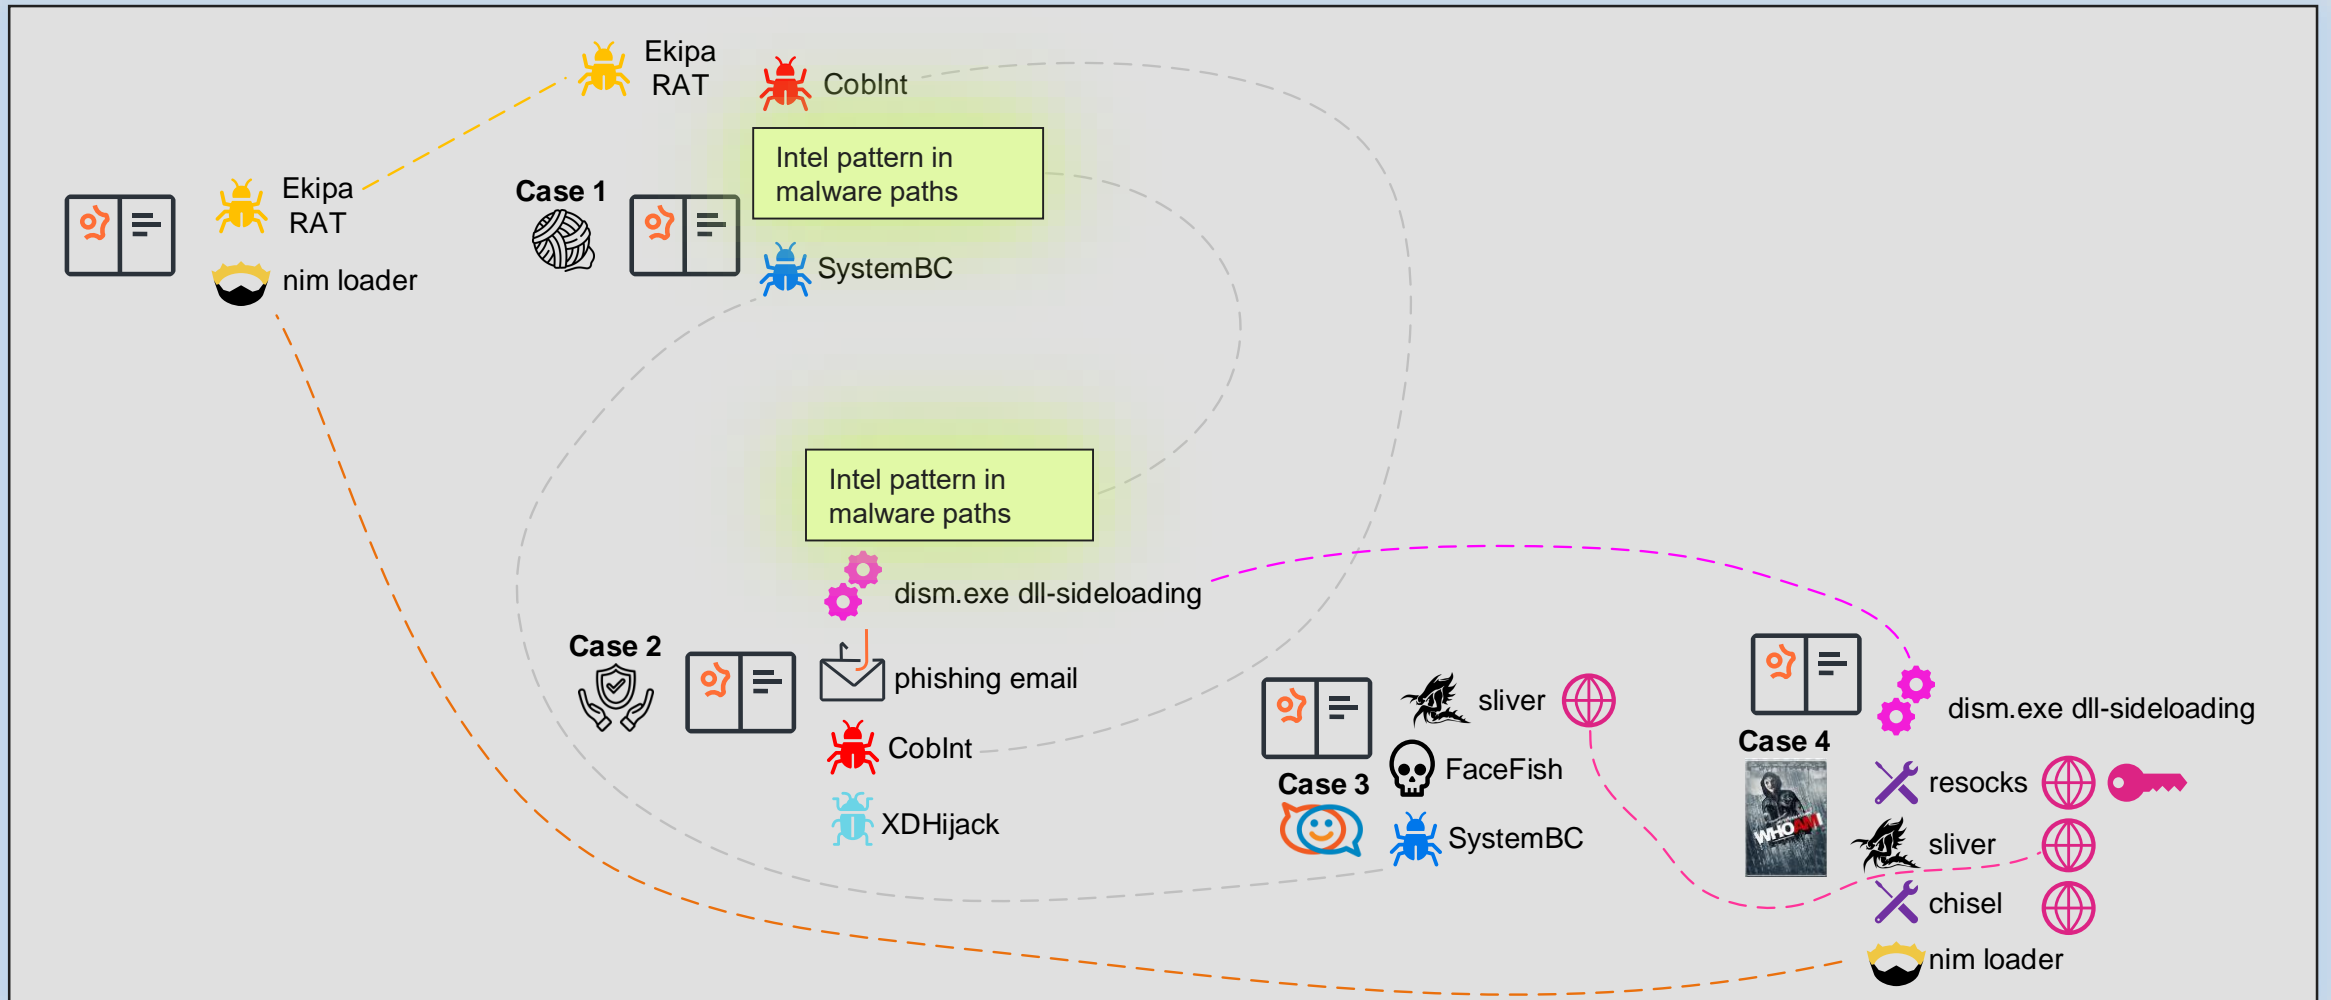 Ekipa
RAT
nim loader
Case 1
Ekipa
RAT
CobInt
Intel pattern in
malware paths
SystemBC
Case 2
Intel pattern in
malware paths
dism.exe dll-sideloading
phishing email
CobInt
XDHijack
Case 3
sliver
FaceFish
SystemBC
Case 4
WHOAMI
dism.exe dll-sideloading
resocks
sliver
chisel
nim loader